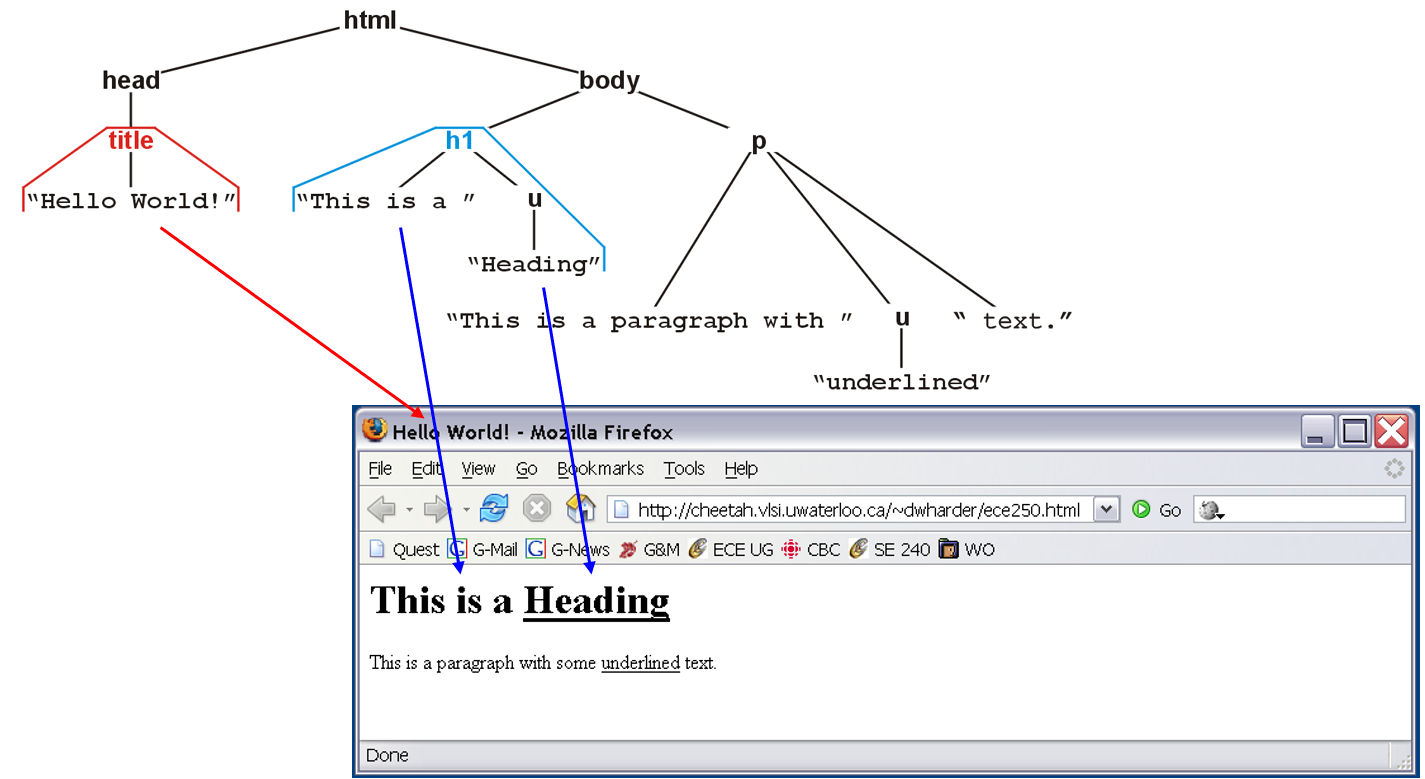 html
head body
title h1 p
“Hello World!” “This is a ” u
“Heading”
“This is a paragraph with ” u “ text.”
“underlined”
Hello World! - Mozilla Firefox
File Edit View Go Bookmarks Tools Help
http://cheetah.vlsi.uwaterloo.ca/~dwharder/ece250.html Go
Quest G G-Mail G G-News G&M ECE UG CBC SE 240 WO
This is a Heading
This is a paragraph with some underlined text.
Done